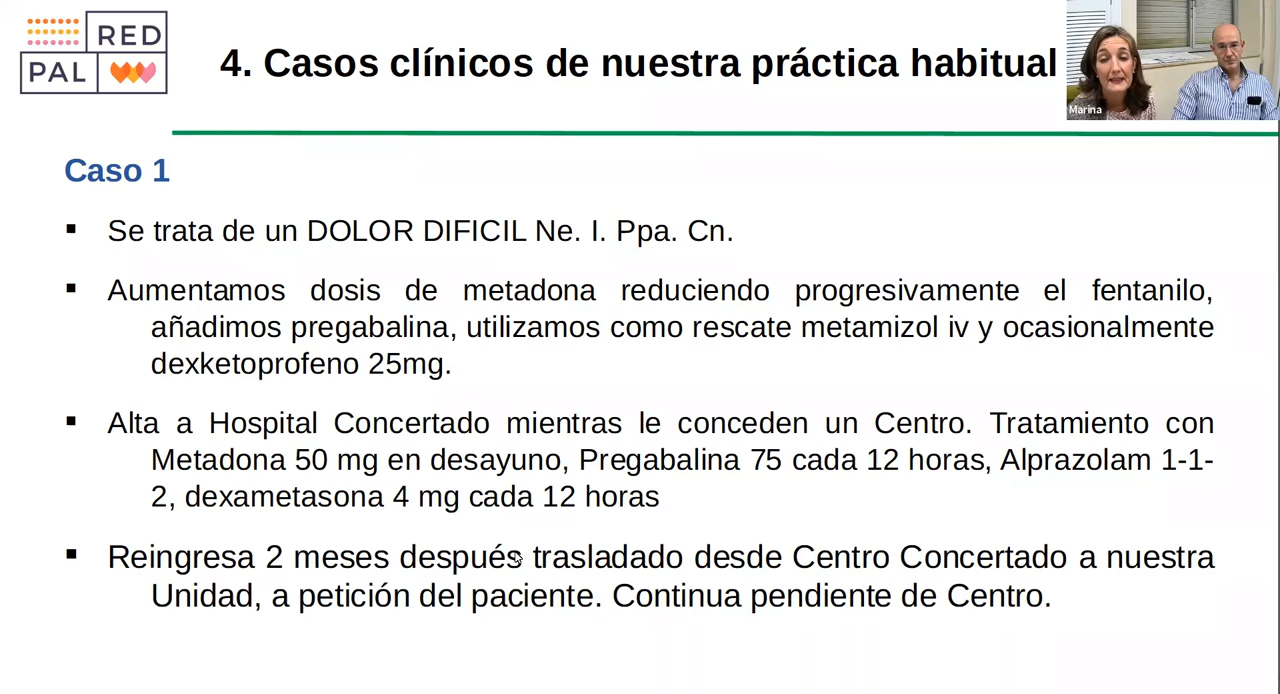 RED
PAL
4. Casos clínicos de nuestra práctica habitual
Marina
Caso 1
▪ Se trata de un DOLOR DIFICIL Ne. I. Ppa. Cn.
▪ Aumentamos dosis de metadona reduciendo progresivamente el fentanilo,
añadimos pregabalina, utilizamos como rescate metamizol iv y ocasionalmente
dexketoprofeno 25mg.
▪ Alta a Hospital Concertado mientras le conceden un Centro. Tratamiento con
Metadona 50 mg en desayuno, Pregabalina 75 cada 12 horas, Alprazolam 1-1-
2, dexametasona 4 mg cada 12 horas
▪ Reingresa 2 meses después trasladado desde Centro Concertado a nuestra
Unidad, a petición del paciente. Continua pendiente de Centro.